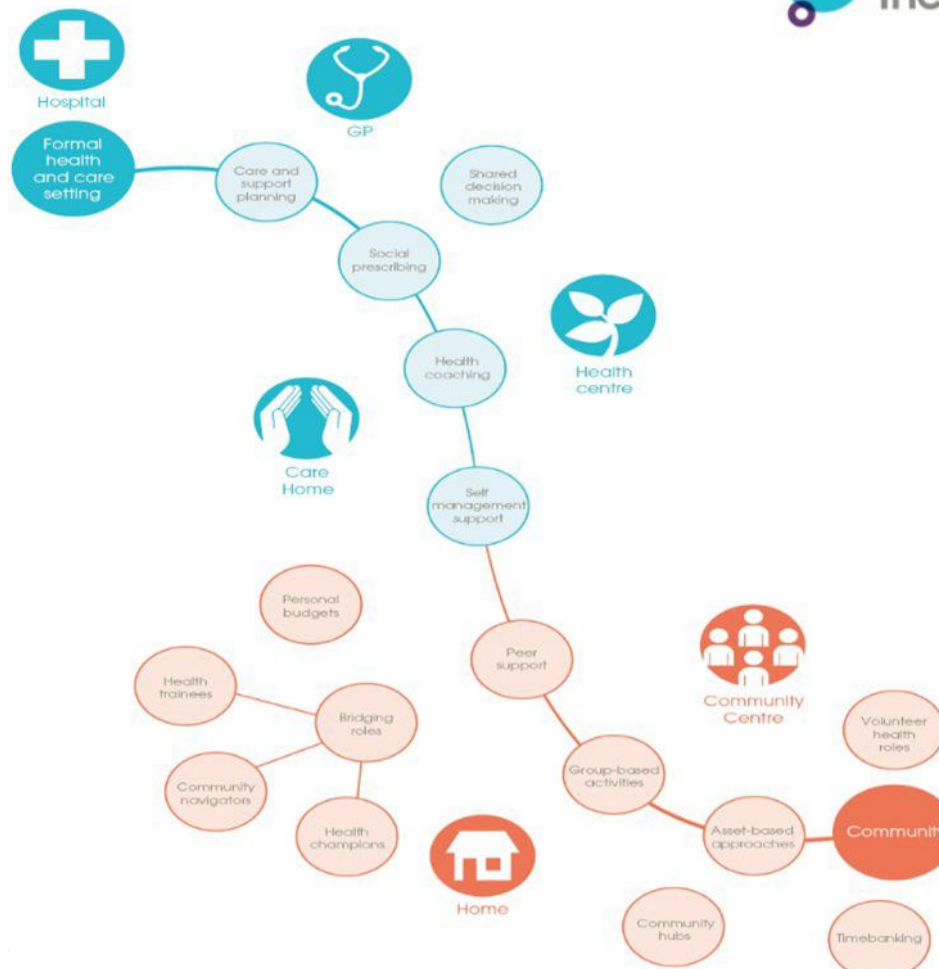 Hospital
GP
Formal
health
and care
setting
Care and
support
planning
Shared
decision
making
Social
prescribing
Health
coaching
Health
centre
Care
Home
Self
management
support
Personal
budgets
Peer
support
Health
trainees
Bridging
roles
Community
Centre
Volunteer
health
roles
Community
navigators
Group-based
activities
Health
champions
Asset-based
approaches
Communit
Home
Community
hubs
Timebanking